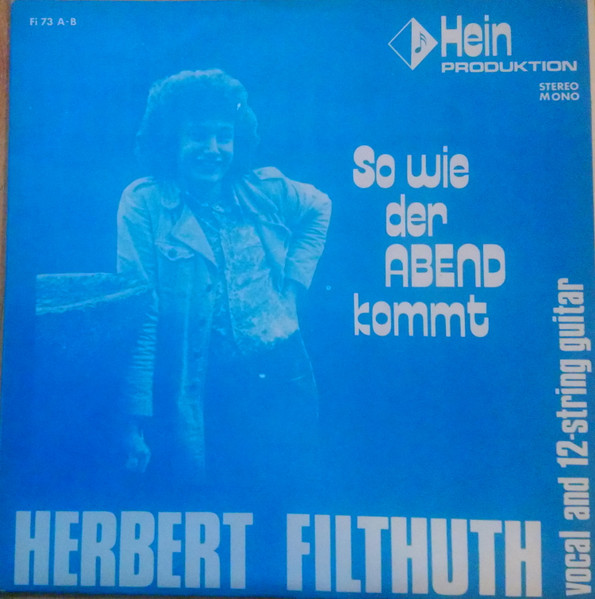 Fi 73 A-B
Hein
PRODUKTION
STEREO
MONO
So wie
der
ABEND
kommt
vocal and 12-string guitar
HERBERT FILTHUTH